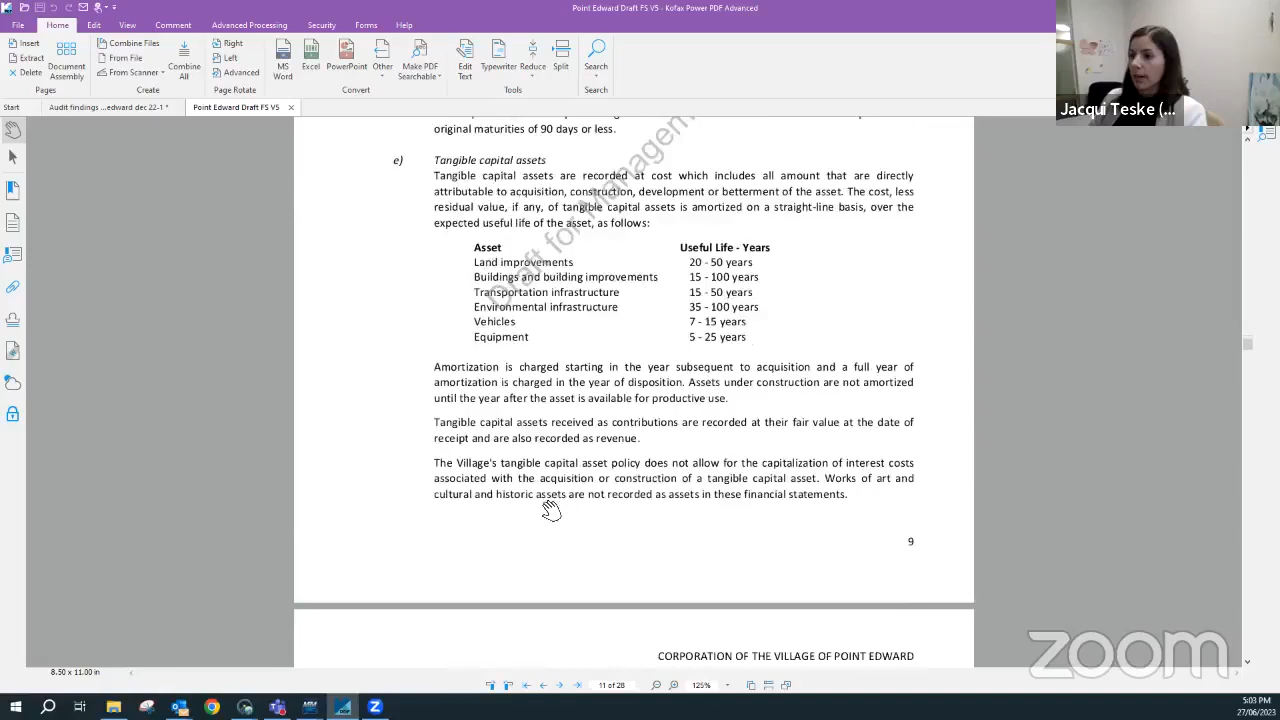 Point Edward Draft FS V5 - Kofax Power PDF Advanced
File Home Edit View Comment Advanced Processing Security Forms Help
Insert
Extract
Delete
Document Assembly
Pages
Combine Files
From File
From Scanner
Combine All
Create
Right
Left
Advanced
Page Rotate
MS Word
Excel
PowerPoint
Other
Make PDF Searchable
Convert
Edit Text
Typewriter
Reduce
Split
Tools
Search
Search
Jacqui Teske (...
Start Audit findings ...edward dec 22-1 * Point Edward Draft FS V5
original maturities of 90 days or less.
e) Tangible capital assets
Tangible capital assets are recorded at cost which includes all amount that are directly
attributable to acquisition, construction, development or betterment of the asset. The cost, less
residual value, if any, of tangible capital assets is amortized on a straight-line basis, over the
expected useful life of the asset, as follows:
Asset Useful Life - Years
Land improvements 20 - 50 years
Buildings and building improvements 15 - 100 years
Transportation infrastructure 15 - 50 years
Environmental infrastructure 35 - 100 years
Vehicles 7 - 15 years
Equipment 5 - 25 years
Draft for Manageme
Amortization is charged starting in the year subsequent to acquisition and a full year of
amortization is charged in the year of disposition. Assets under construction are not amortized
until the year after the asset is available for productive use.
Tangible capital assets received as contributions are recorded at their fair value at the date of
receipt and are also recorded as revenue.
The Village's tangible capital asset policy does not allow for the capitalization of interest costs
associated with the acquisition or construction of a tangible capital asset. Works of art and
cultural and historic assets are not recorded as assets in these financial statements.
9
CORPORATION OF THE VILLAGE OF POINT EDWARD
zoom
8.50 x 11.00 in
11 of 28
125%
5:03 PM
27/06/2023